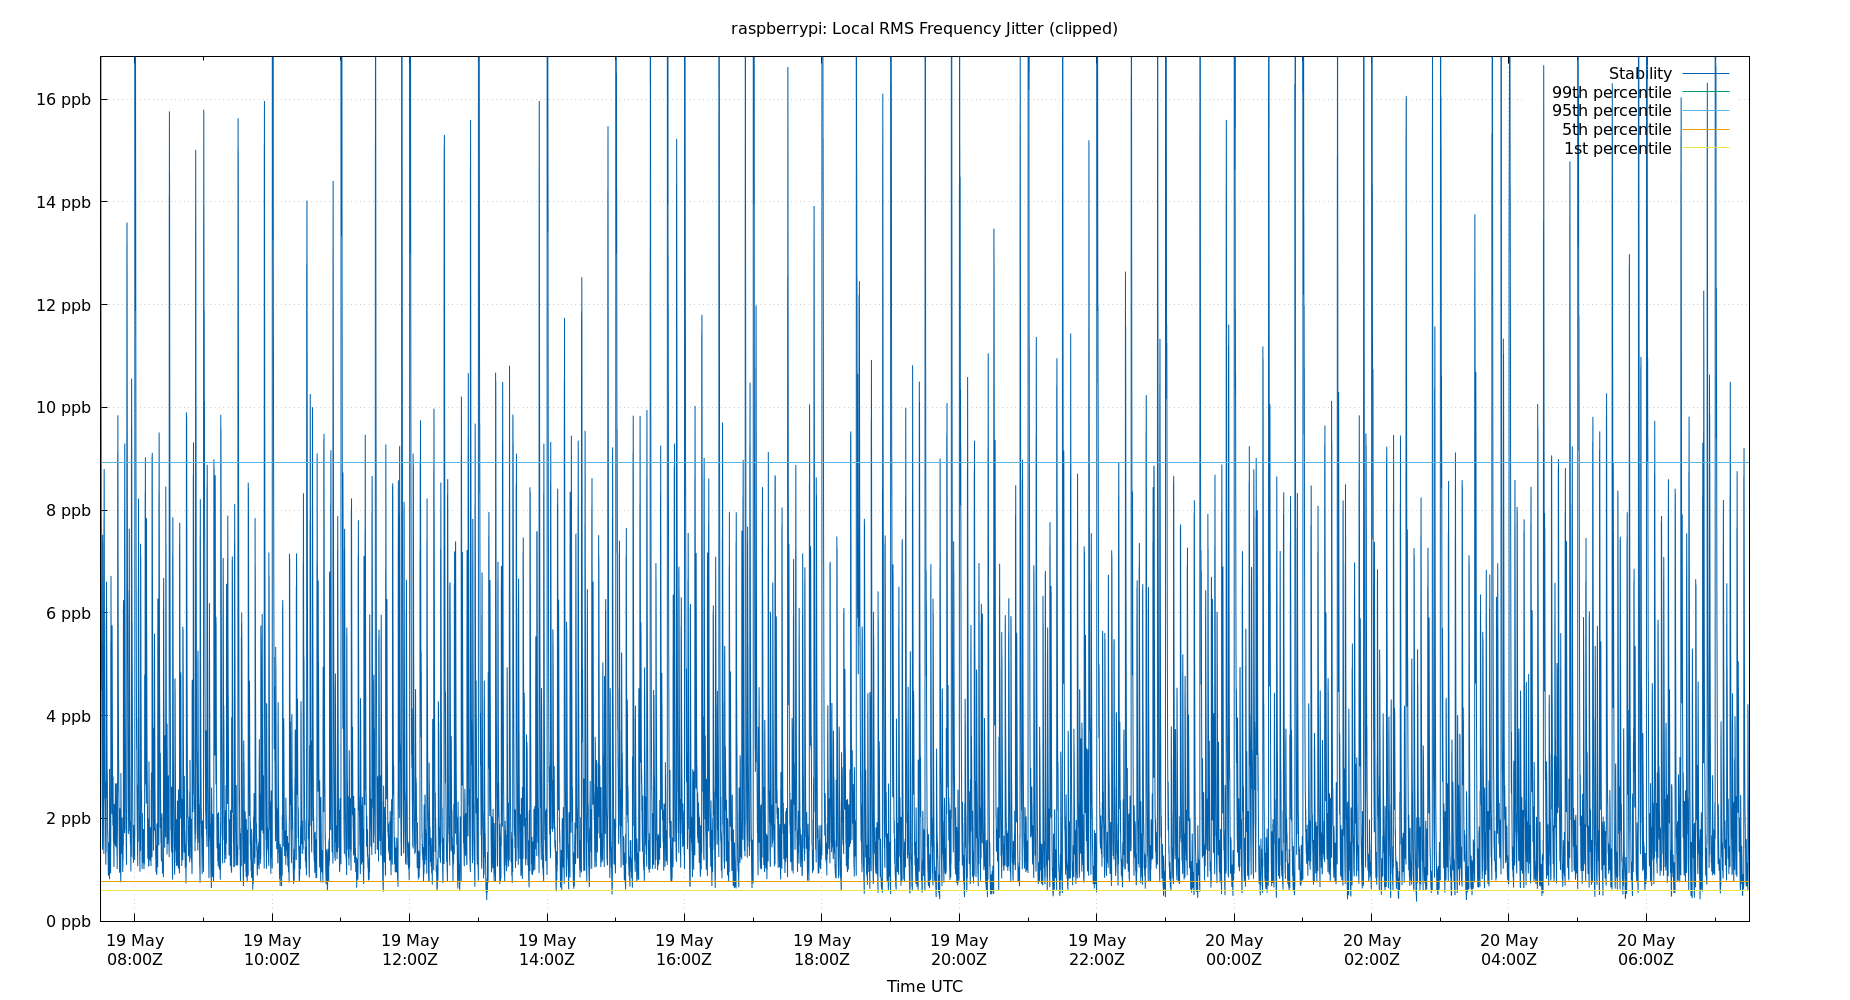 raspberrypi: Local RMS Frequency Jitter (clipped)
Stability
99th percentile
95th percentile
5th percentile
1st percentile
16 ppb
14 ppb
12 ppb
10 ppb
8 ppb
6 ppb
4 ppb
2 ppb
0 ppb
19 May 19 May 19 May 19 May 19 May 19 May 19 May 19 May 20 May 20 May 20 May 20 May
08:00Z 10:00Z 12:00Z 14:00Z 16:00Z 18:00Z 20:00Z 22:00Z 00:00Z 02:00Z 04:00Z 06:00Z
Time UTC